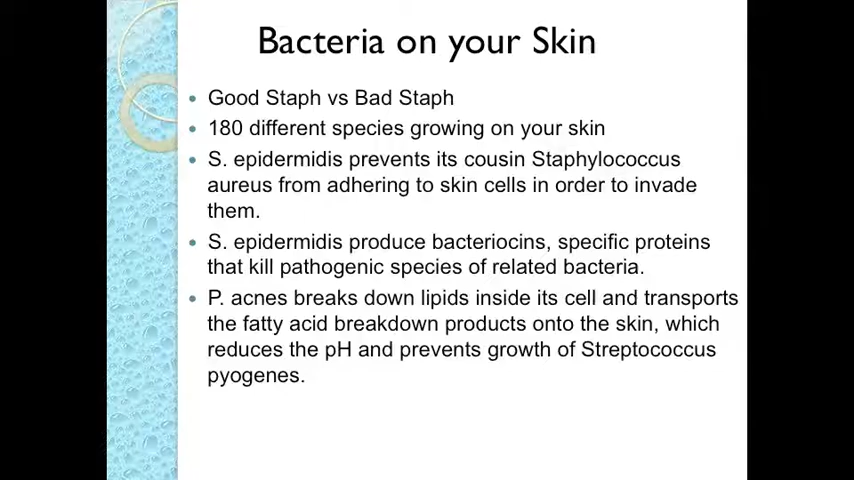 Bacteria on your Skin
• Good Staph vs Bad Staph
• 180 different species growing on your skin
• S. epidermidis prevents its cousin Staphylococcus
aureus from adhering to skin cells in order to invade
them.
• S. epidermidis produce bacteriocins, specific proteins
that kill pathogenic species of related bacteria.
• P. acnes breaks down lipids inside its cell and transports
the fatty acid breakdown products onto the skin, which
reduces the pH and prevents growth of Streptococcus
pyogenes.